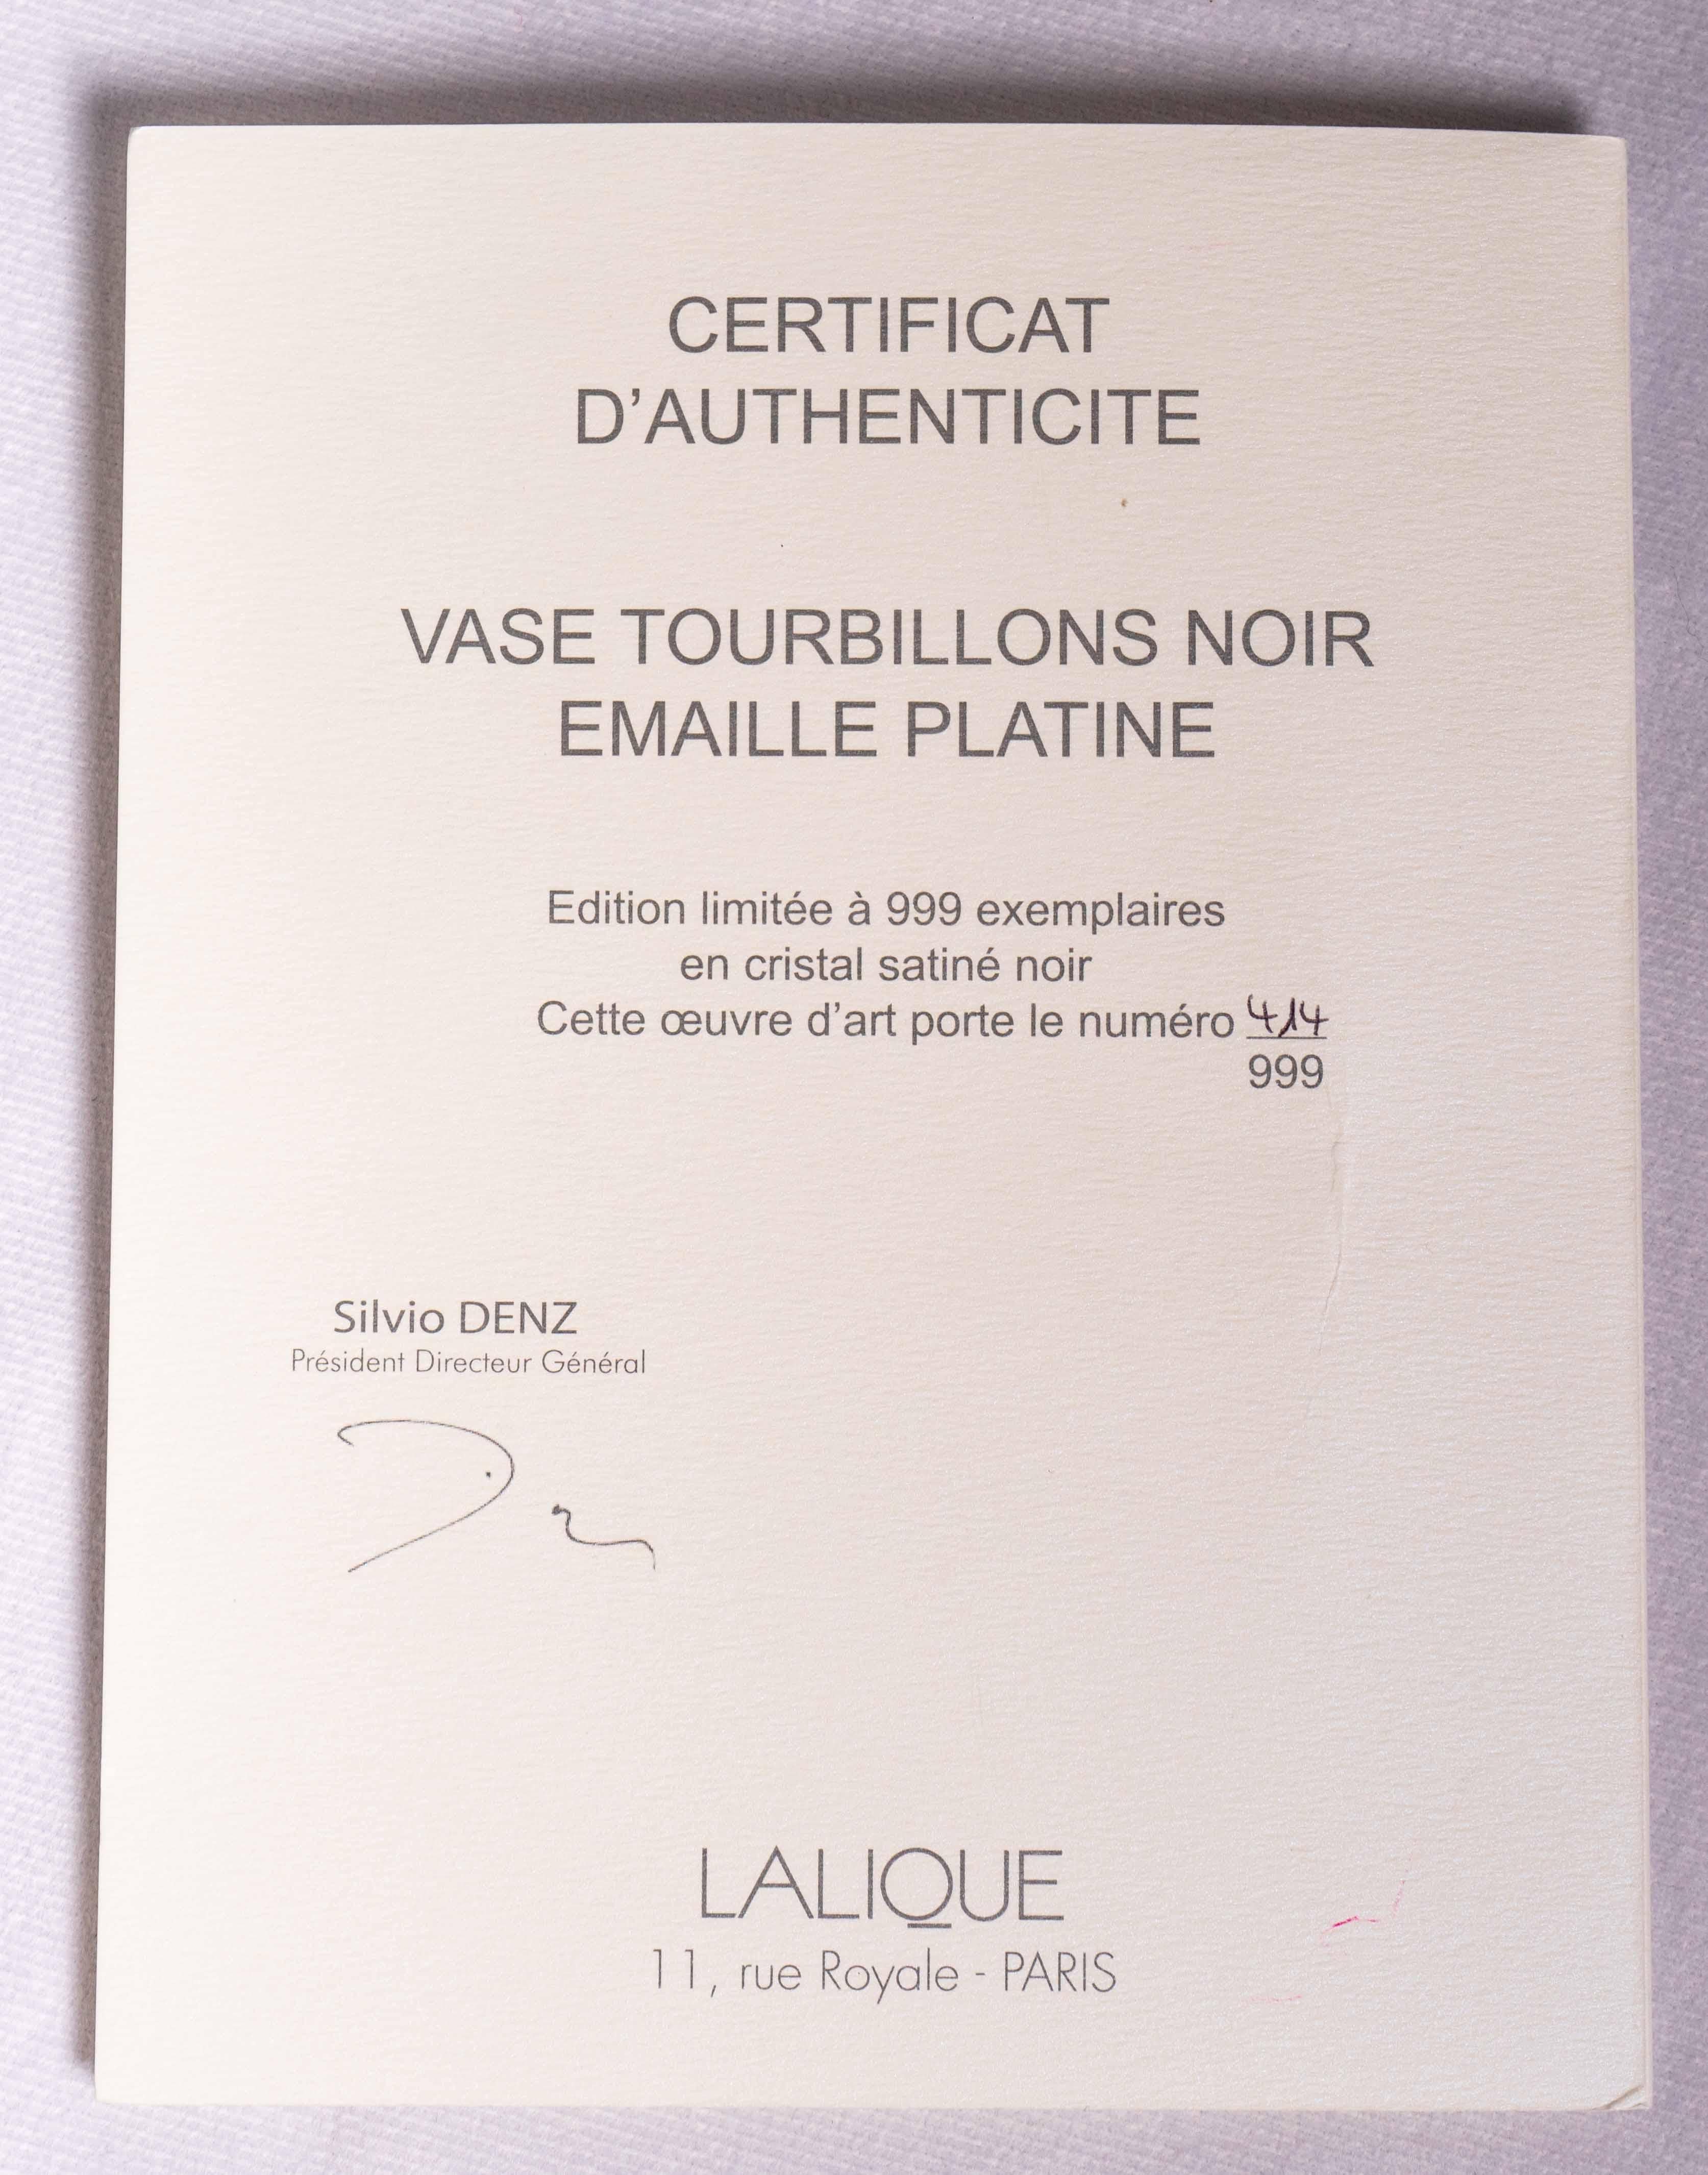 CERTIFICAT
D’AUTHENTICITE
VASE TOURBILLONS NOIR
EMAILLE PLATINE
Edition limitée à 999 exemplaires
en cristal satiné noir
Cette œuvre d’art porte le numéro 414
999
Silvio DENZ
Président Directeur Général
LALIQUE
11, rue Royale - PARIS